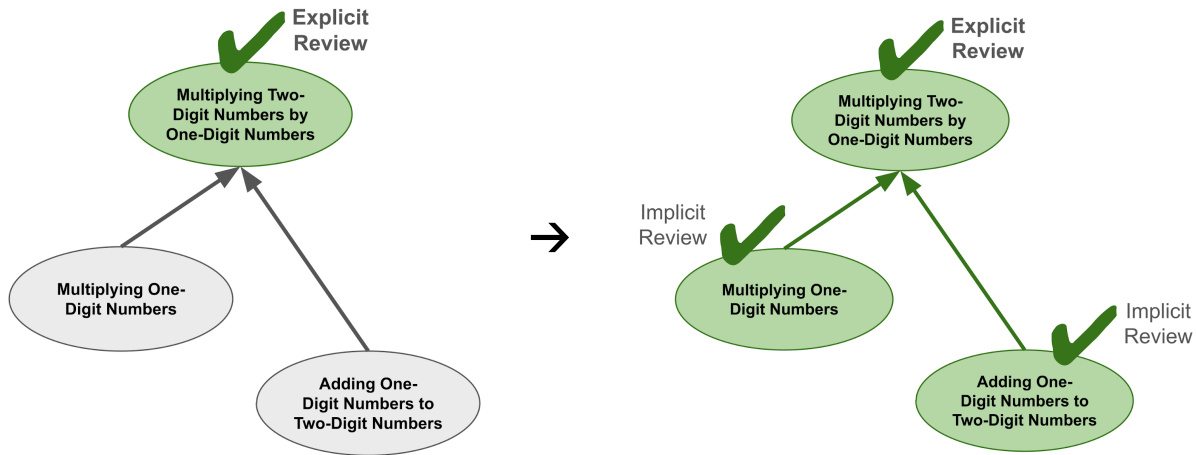 Explicit
Review
Multiplying Two-
Digit Numbers by
One-Digit Numbers
Multiplying One-
Digit Numbers
Adding One-
Digit Numbers to
Two-Digit Numbers
Explicit
Review
Multiplying Two-
Digit Numbers by
One-Digit Numbers
Implicit
Review
Multiplying One-
Digit Numbers
Implicit
Review
Adding One-
Digit Numbers to
Two-Digit Numbers